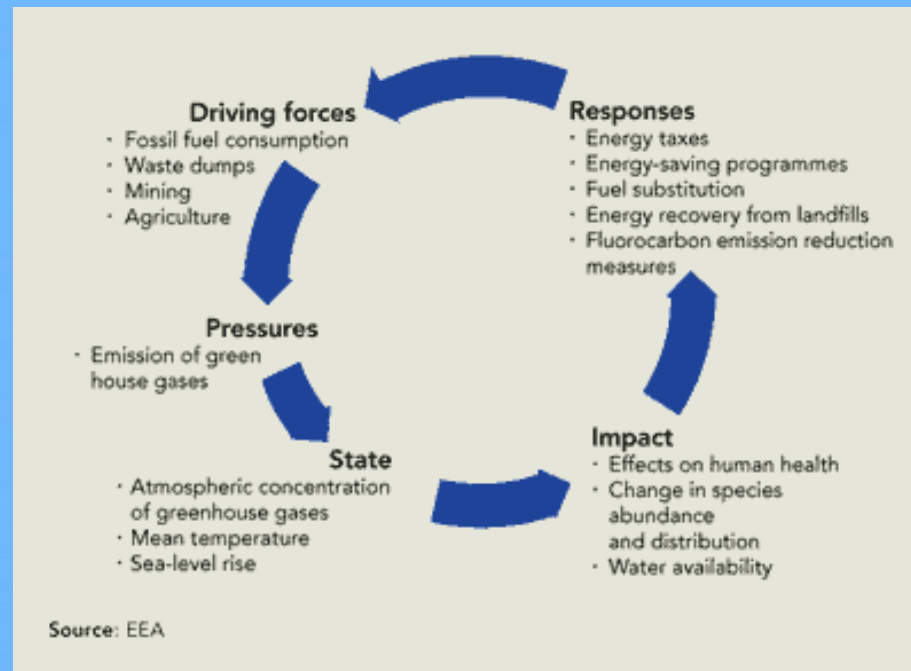 Driving forces
· Fossil fuel consumption
· Waste dumps
· Mining
· Agriculture
Responses
· Energy taxes
· Energy-saving programmes
· Fuel substitution
· Energy recovery from landfills
· Fluorocarbon emission reduction
measures
Pressures
· Emission of green
house gases
State
· Atmospheric concentration
of greenhouse gases
· Mean temperature
· Sea-level rise
Impact
· Effects on human health
· Change in species
abundance
and distribution
· Water availability
Source: EEA